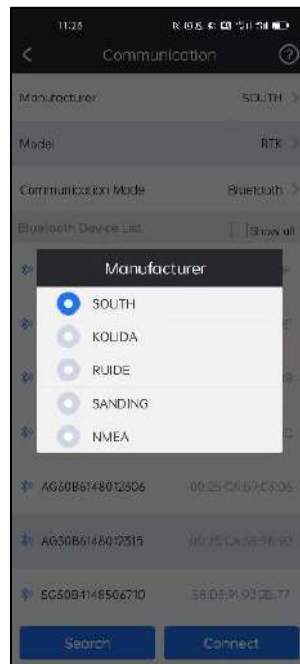 11:25
Communication
Manufacturer SOUTH
Model RTK
Communication Mode Bluetooth
Bluetooth Device List Show all
Manufacturer
SOUTH
KOLIDA
RUIDE
SANDING
NMEA
AG50B6148012606
AG50B6148012315
SG50B4148506710
Search Connect